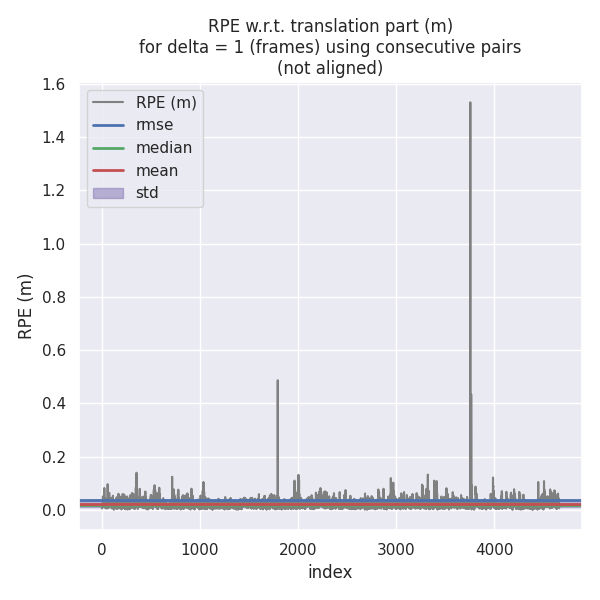 RPE w.r.t. translation part (m)
for delta = 1 (frames) using consecutive pairs
(not aligned)
RPE (m)
rmse
median
mean
std
RPE (m)
1.6
1.4
1.2
1.0
0.8
0.6
0.4
0.2
0.0
0
1000
2000
3000
4000
index